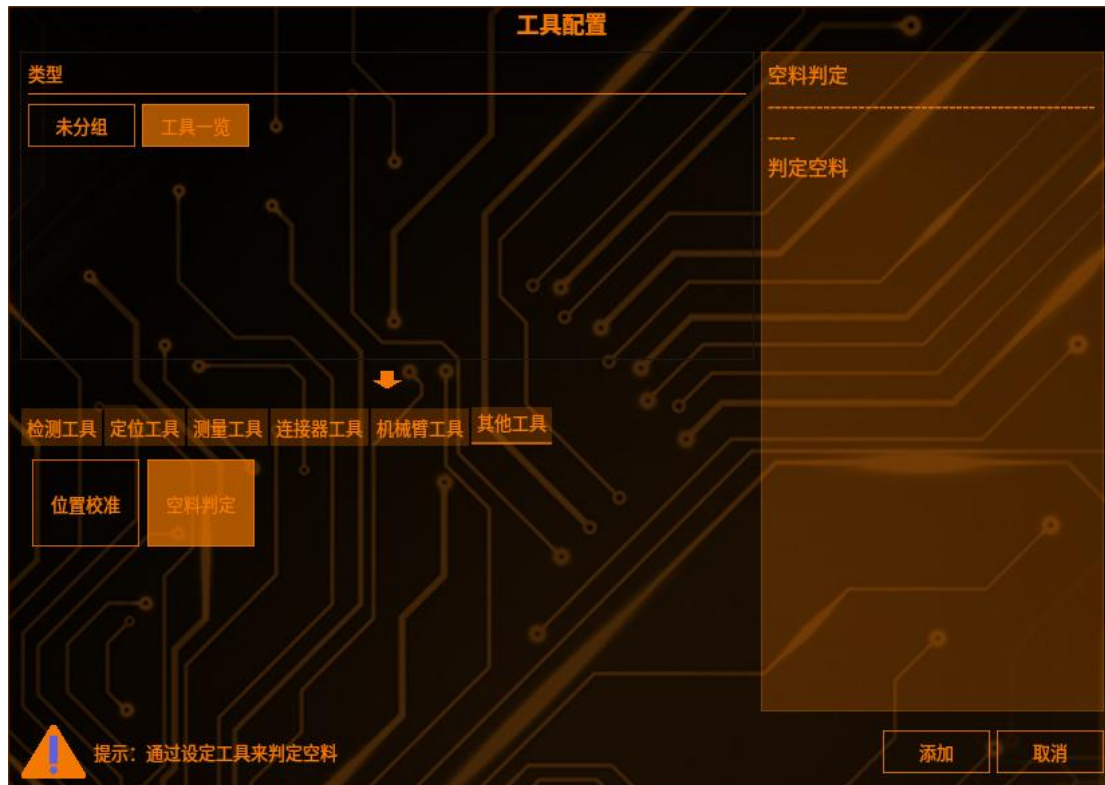 工具配置
类型
未分组
工具一览
空料判定
--------------------------------------------------
判定空料
检测工具 定位工具 测量工具 连接器工具 机械臂工具 其他工具
位置校准
空料判定
提示：通过设定工具来判定空料
添加
取消